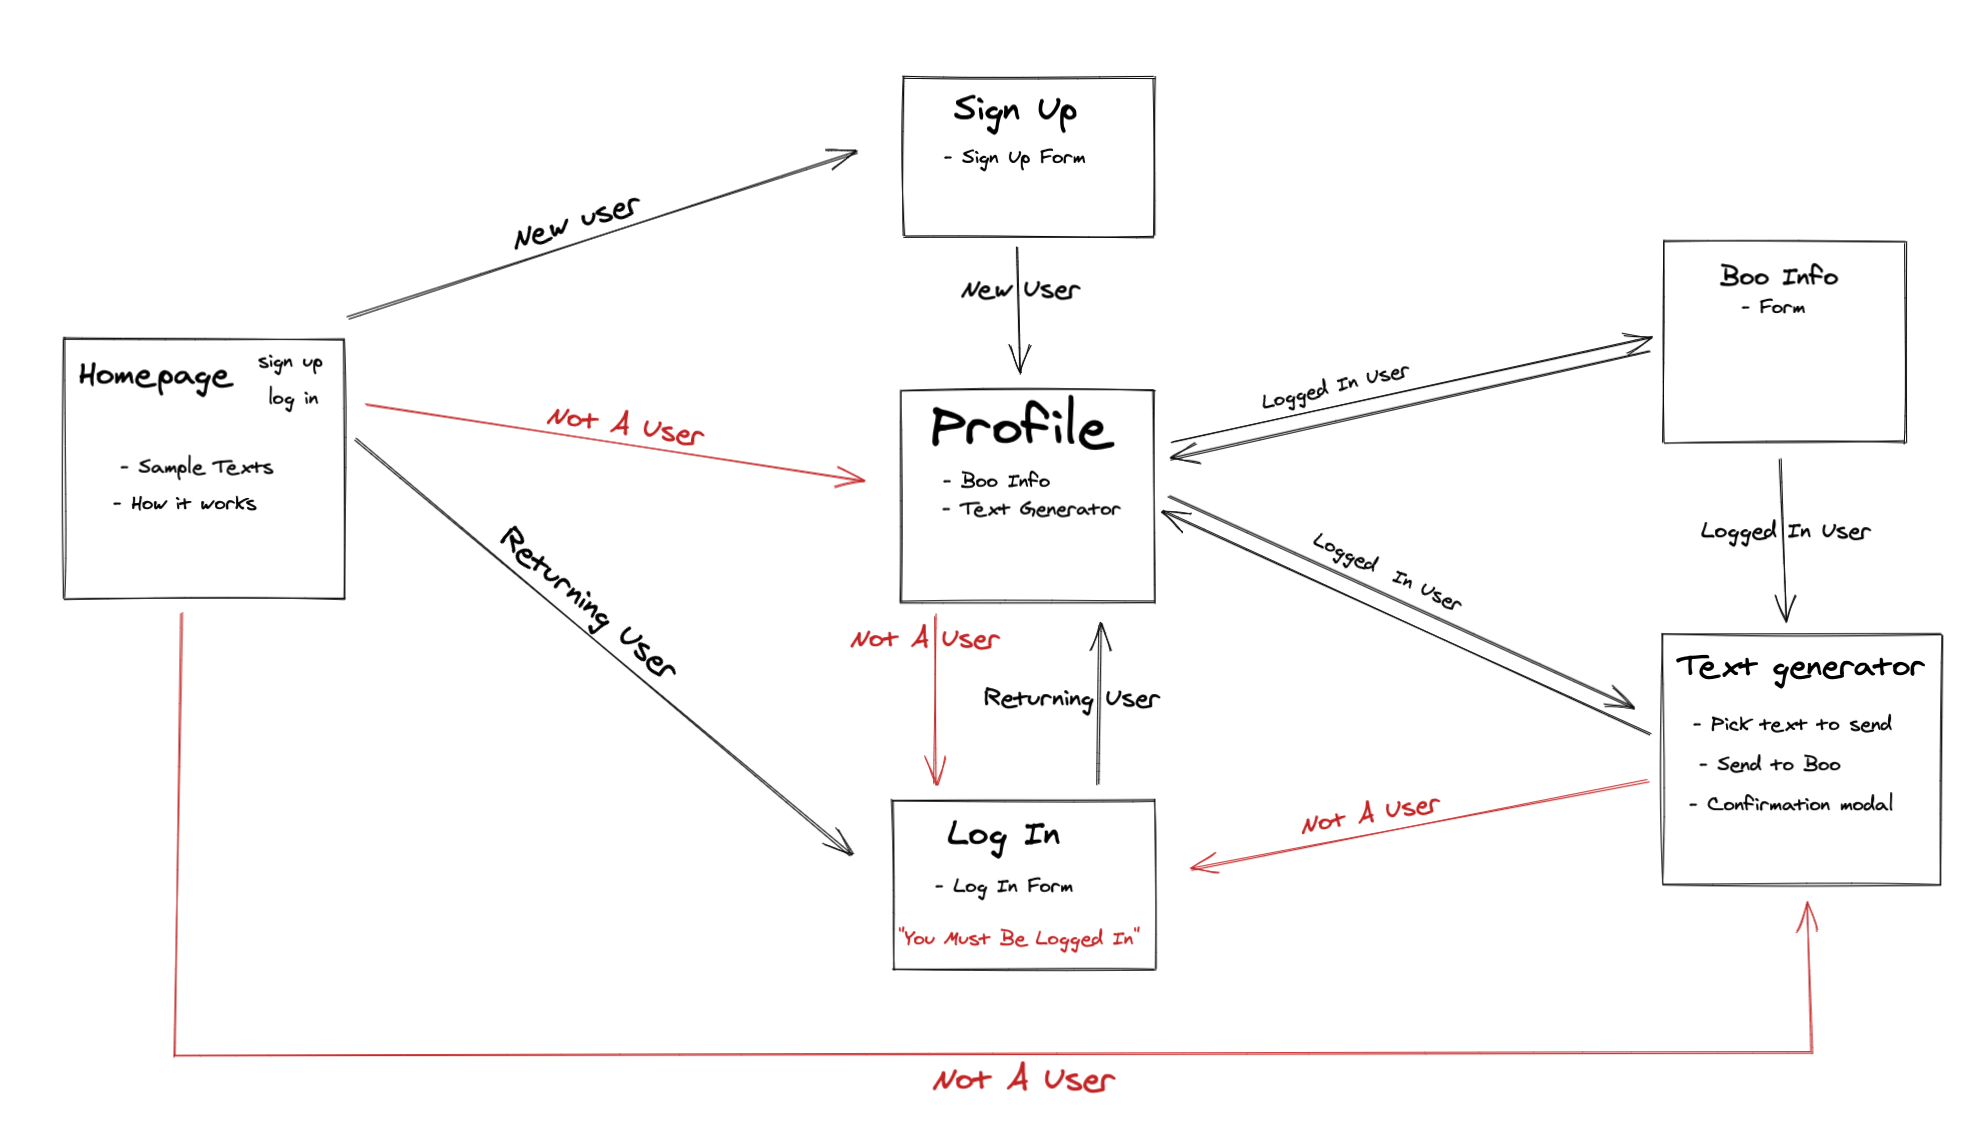 Sign Up
- Sign Up Form
New user
New User
Homepage
sign up
log in
- Sample Texts
- How it works
Not A User
Returning User
Profile
- Boo Info
- Text Generator
Logged In User
Boo Info
- Form
Logged In User
Logged In User
Not A User
Returning User
Log In
- Log In Form
"You Must Be Logged In"
Text generator
- Pick text to send
- Send to Boo
- Confirmation modal
Not A User
Not A User